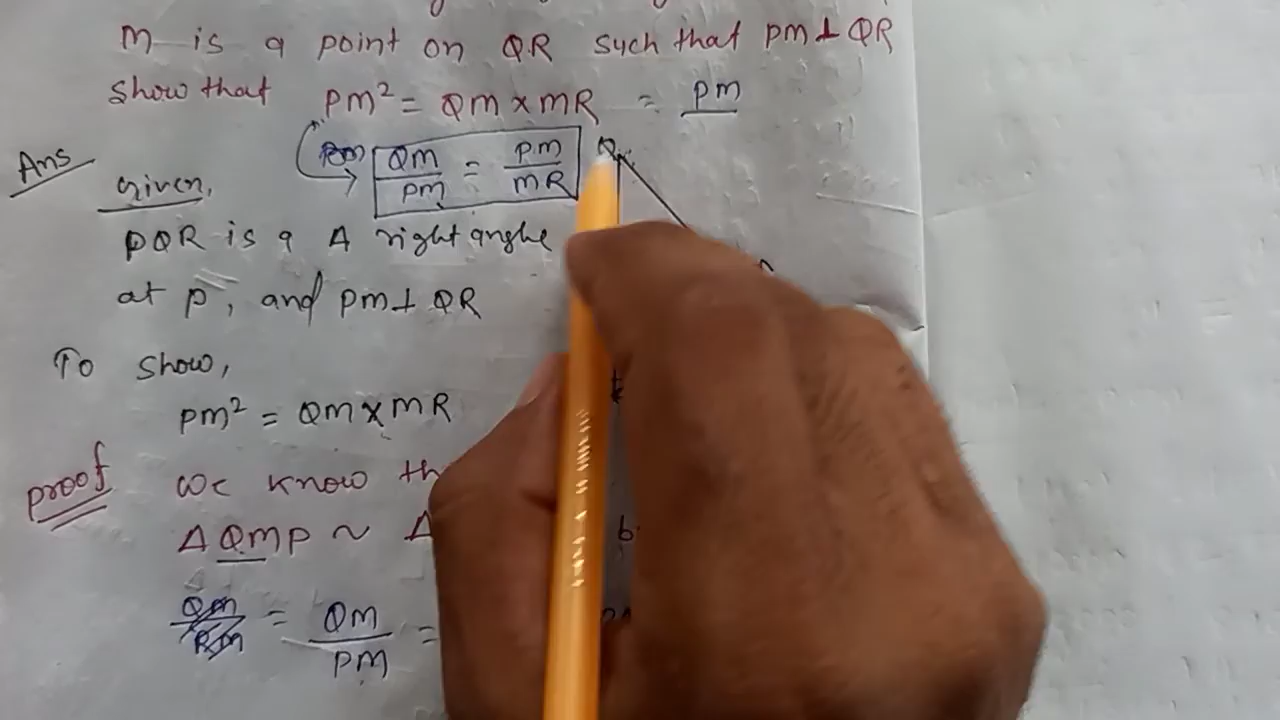 M is a point on QR such that PM ⊥ QR
show that PM² = QM × MR = PM
QM/PM = PM/MR
Q
Ans
Given,
PQR is a Δ right anghe
at P, and PM ⊥ QR
To show,
PM² = QM × MR
Proof
We know th
Δ QMP ~ Δ
= QM/PM =